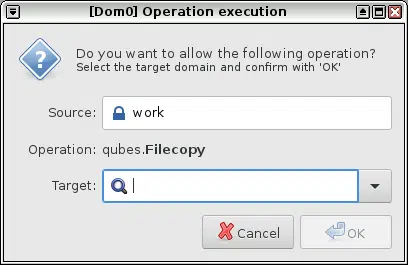 [Dom0] Operation execution
Do you want to allow the following operation?
Select the target domain and confirm with 'OK'
Source: work
Operation: qubes.Filecopy
Target:
Cancel OK